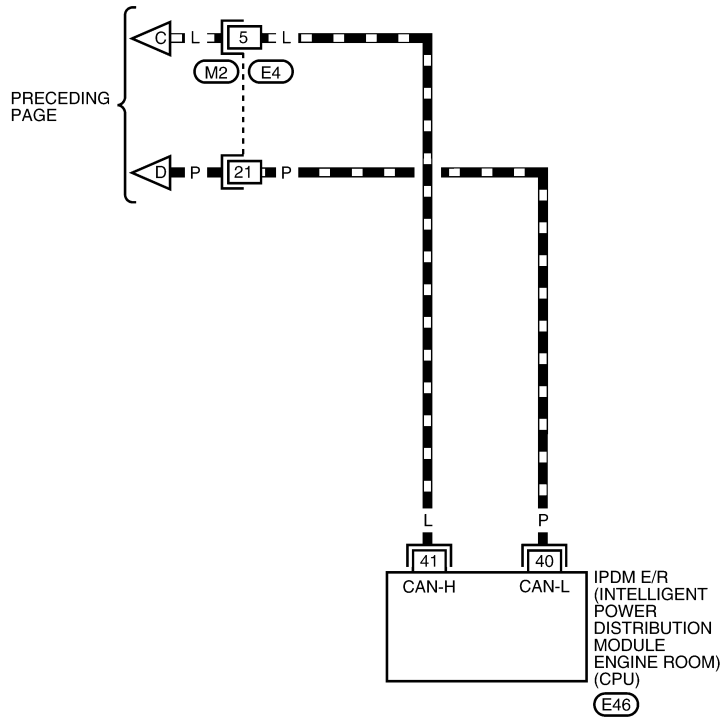 C L 5 L
M2 E4
PRECEDING
PAGE
D P 21 P
L P
41 40
CAN-H CAN-L
IPDM E/R
(INTELLIGENT
POWER
DISTRIBUTION
MODULE
ENGINE ROOM)
(CPU)
E46